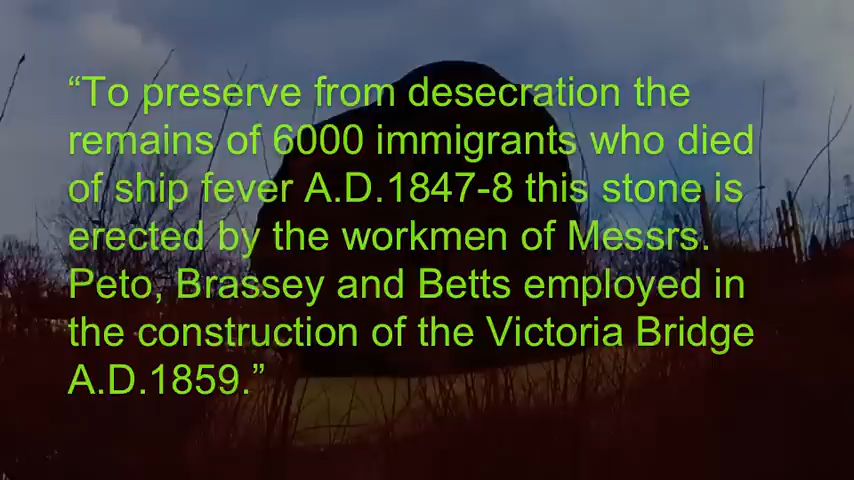 “To preserve from desecration the
remains of 6000 immigrants who died
of ship fever A.D.1847-8 this stone is
erected by the workmen of Messrs.
Peto, Brassey and Betts employed in
the construction of the Victoria Bridge
A.D.1859.”